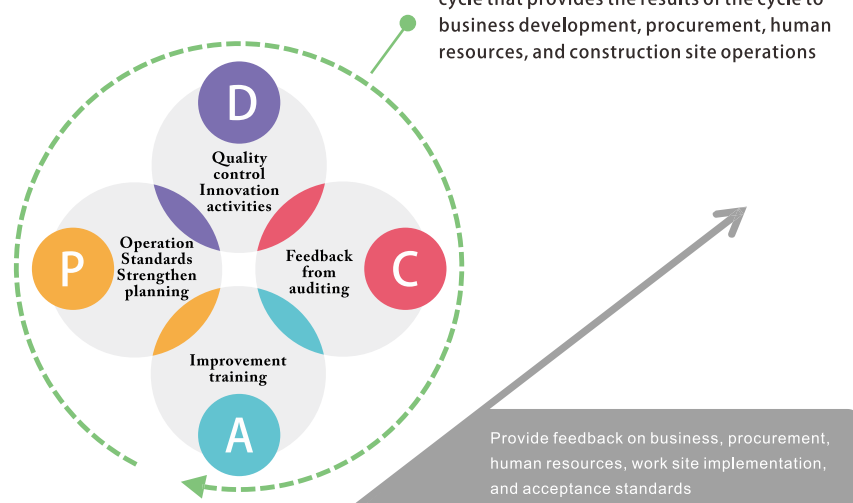 cycle that provides the results of the cycle to
business development, procurement, human
resources, and construction site operations
D
Quality
control
Innovation
activities
P
Operation
Standards
Strengthen
planning
Feedback
from
auditing
C
Improvement
training
A
Provide feedback on business, procurement,
human resources, work site implementation,
and acceptance standards